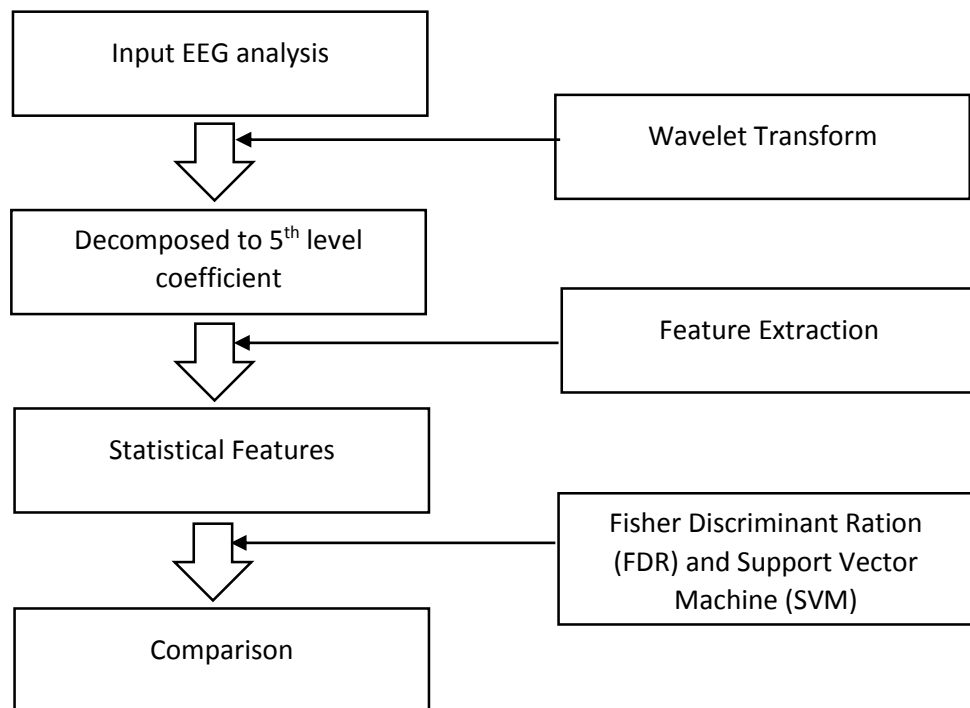 Input EEG analysis
Wavelet Transform
Decomposed to 5th level
coefficient
Feature Extraction
Statistical Features
Fisher Discriminant Ration
(FDR) and Support Vector
Machine (SVM)
Comparison